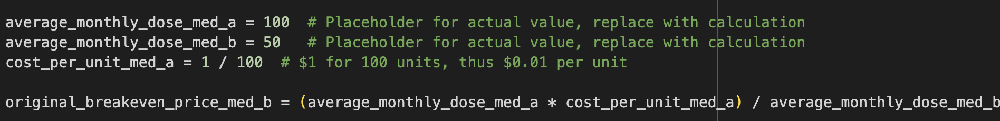 average_monthly_dose_med_a = 100  # Placeholder for actual value, replace with calculation
average_monthly_dose_med_b = 50   # Placeholder for actual value, replace with calculation
cost_per_unit_med_a = 1 / 100  # $1 for 100 units, thus $0.01 per unit
original_breakeven_price_med_b = (average_monthly_dose_med_a * cost_per_unit_med_a) / average_monthly_dose_med_b